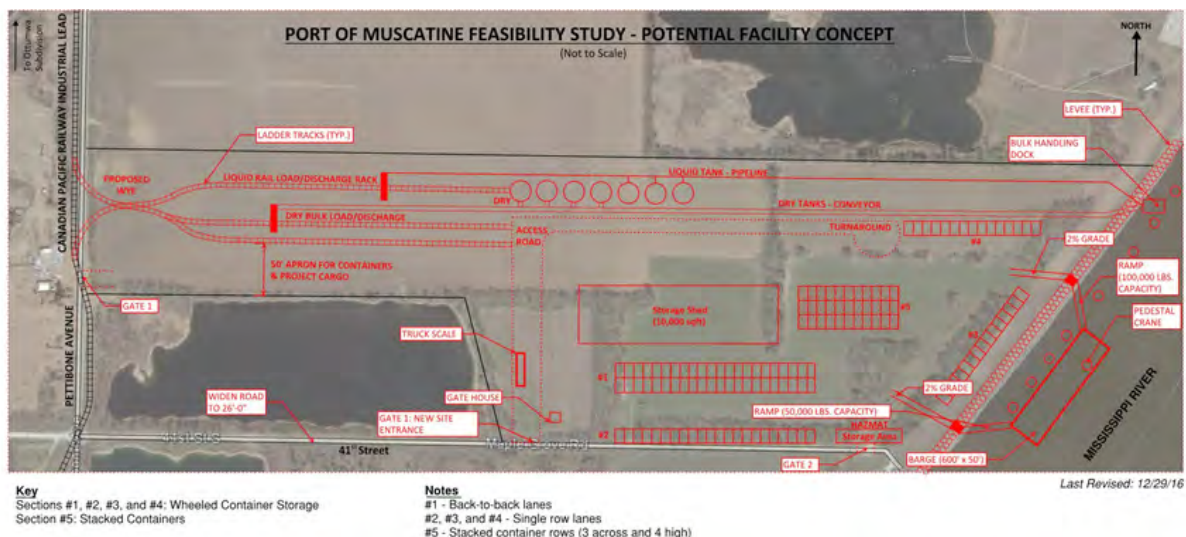 PORT OF MUSCATINE FEASIBILITY STUDY - POTENTIAL FACILITY CONCEPT
(Not to Scale)
To Ottumwa
Subdivision
CANADIAN PACIFIC RAILWAY INDUSTRIAL LEAD
NORTH
LEVEE (TYP.)
LADDER TRACKS (TYP.)
BULK HANDLING
DOCK
PROPOSED
WYE
LIQUID RAIL LOAD/DISCHARGE RACK
LIQUID TANK - PIPELINE
DRY
DRY TANKS - CONVEYOR
DRY BULK LOAD/DISCHARGE
ACCESS
ROAD
TURNAROUND
#4
2% GRADE
50' APRON FOR CONTAINERS
& PROJECT CARGO
RAMP
(100,000 LBS.
CAPACITY)
GATE 1
PEDESTAL
CRANE
Storage Shed
(50,000 sqft)
#5
#3
TRUCK SCALE
PETTIBONE AVENUE
#1
2% GRADE
WIDEN ROAD
TO 26'-0"
GATE HOUSE
RAMP (50,000 LBS. CAPACITY)
GATE 1: NEW SITE
ENTRANCE
#2
HAZMAT
Storage Area
41st St S
41st Street
Maple Grove Rd
GATE 2
BARGE (600' x 50')
MISSISSIPPI RIVER
Last Revised: 12/29/16
Key
Sections #1, #2, #3, and #4: Wheeled Container Storage
Section #5: Stacked Containers
Notes
#1 - Back-to-back lanes
#2, #3, and #4 - Single row lanes
#5 - Stacked container rows (3 across and 4 high)